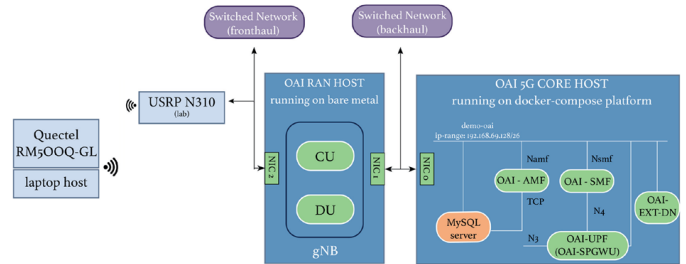 Switched Network
(fronthaul)
Switched Network
(backhaul)
OAI RAN HOST
running on bare metal
OAI 5G CORE HOST
running on docker-compose platform
USRP N310
(lab)
demo-oai
ip-range: 192.168.69.128/26
Quectel
RM5OOQ-GL
laptop host
CU
DU
gNB
NIC 2
NIC 1
NIC 0
Namf
Nsmf
OAI - AMF
OAI - SMF
TCP
N4
OAI-
EXT-DN
MySQL
server
N3
OAI-UPF
(OAI-SPGWU)